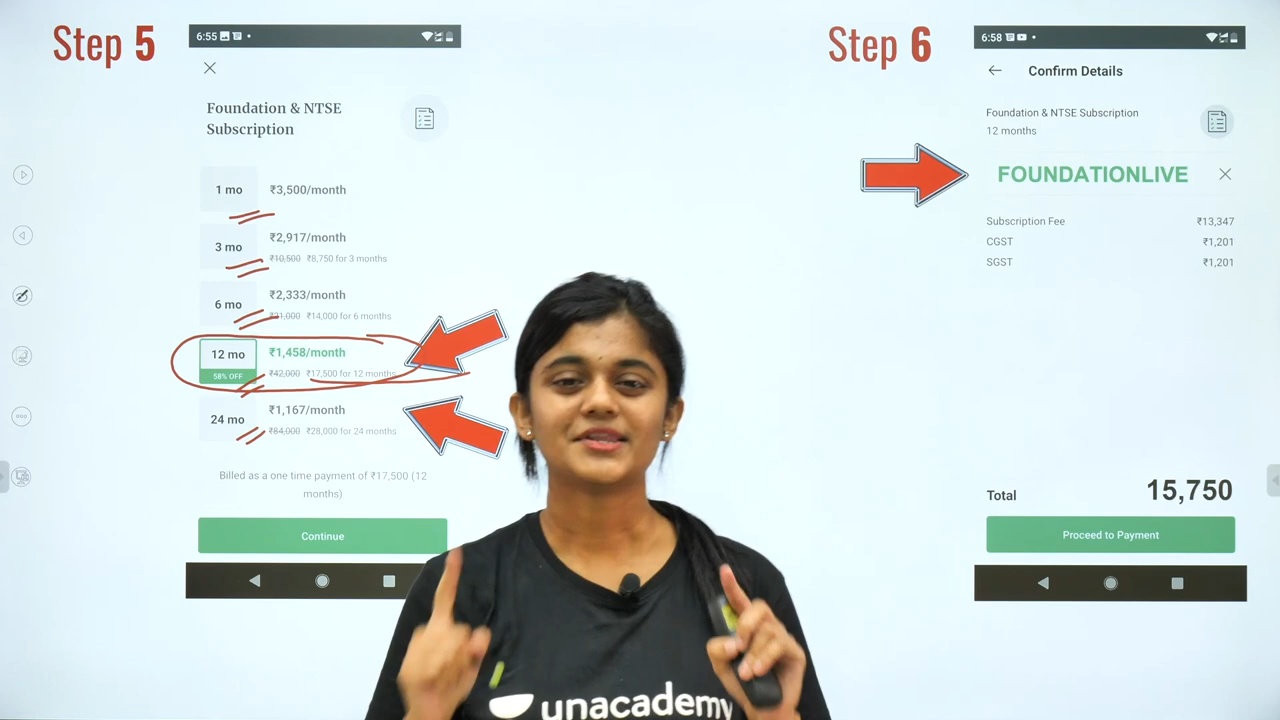 Step 5
6:55
Foundation & NTSE
Subscription
1 mo
₹3,500/month
3 mo
₹2,917/month
₹10,500 ₹8,750 for 3 months
6 mo
₹2,333/month
₹21,000 ₹14,000 for 6 months
12 mo
58% OFF
₹1,458/month
₹42,000 ₹17,500 for 12 months
24 mo
₹1,167/month
₹84,000 ₹28,000 for 24 months
Billed as a one time payment of ₹17,500 (12
months)
Continue
Step 6
6:58
Confirm Details
Foundation & NTSE Subscription
12 months
FOUNDATIONLIVE
Subscription Fee ₹13,347
CGST ₹1,201
SGST ₹1,201
Total 15,750
Proceed to Payment
unacademy